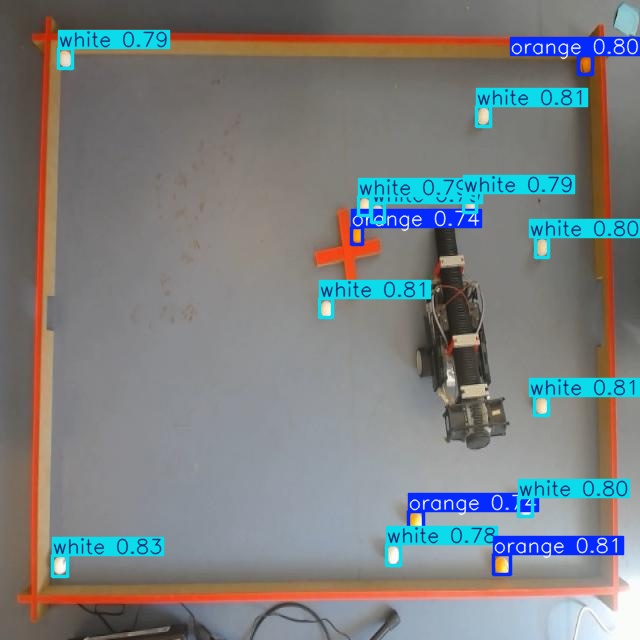 white 0.79
orange 0.80
white 0.81
white 0.79
white 0.79
orange 0.74
white 0.80
white 0.81
white 0.81
white 0.80
orange 0.74
white 0.78
orange 0.81
white 0.83